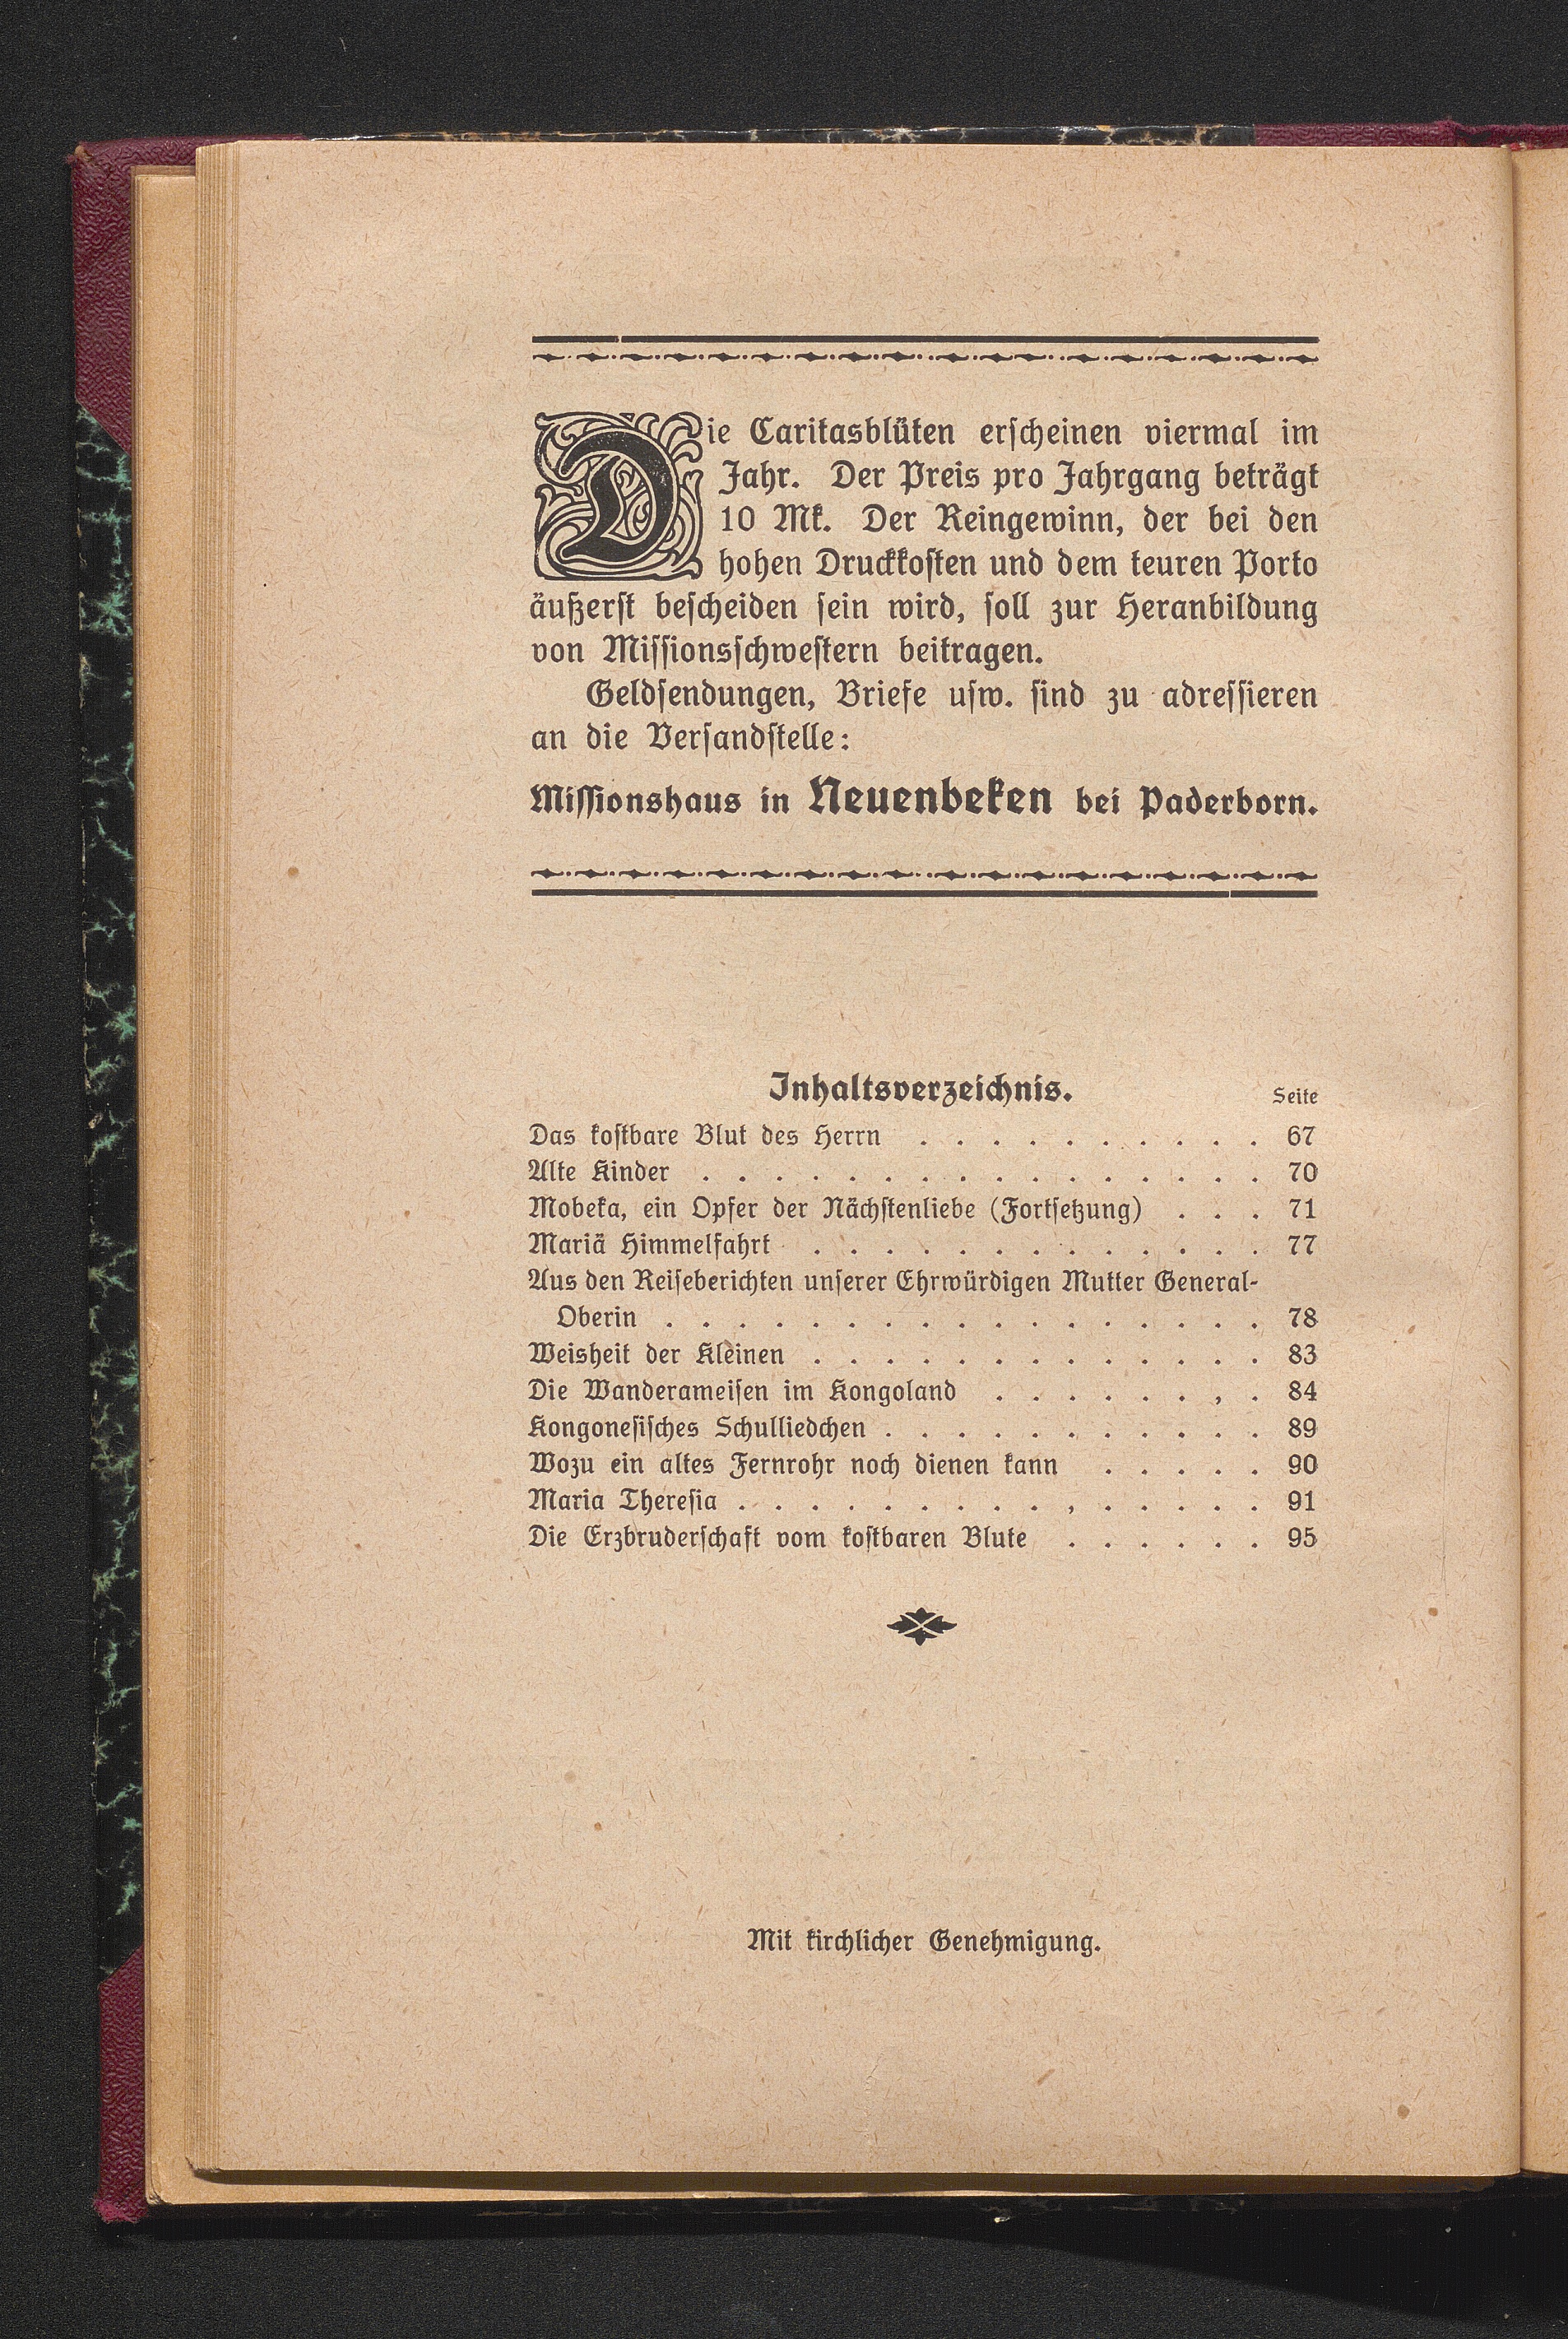 Die Caritasblüten erscheinen viermal im
Jahr. Der Preis pro Jahrgang beträgt
10 Mk. Der Reingewinn, der bei den
hohen Druckkosten und dem teuren Porto
äußerst bescheiden sein wird, soll zur Heranbildung
von Missionsschwestern beitragen.
Geldsendungen, Briefe usw. sind zu adressieren
an die Versandstelle:
Missionshaus in Neuenbeken bei Paderborn.
Inhaltsverzeichnis.
Seite
Das kostbare Blut des Herrn . . . . . . . . . . 67
Alte Kinder . . . . . . . . . . . . . . . . 70
Mobeka, ein Opfer der Nächstenliebe (Fortsetzung) . . . 71
Mariä Himmelfahrt . . . . . . . . . . . . . 77
Aus den Reiseberichten unserer Ehrwürdigen Mutter General-
Oberin . . . . . . . . . . . . . . . . . 78
Weisheit der Kleinen . . . . . . . . . . . . . 83
Die Wanderameisen im Kongoland . . . . . . , . 84
Kongonesisches Schulliedchen . . . . . . . . . . . 89
Wozu ein altes Fernrohr noch dienen kann . . . . . 90
Maria Theresia . . . . . . . . . , . . . . . 91
Die Erzbruderschaft vom kostbaren Blute . . . . . . 95
Mit kirchlicher Genehmigung.